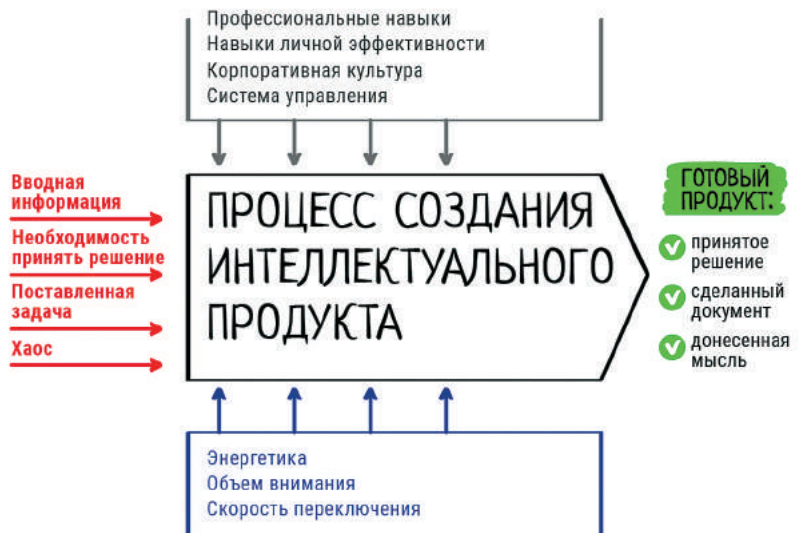 Профессиональные навыки
Навыки личной эффективности
Корпоративная культура
Система управления
Вводная
информация
Необходимость
принять решение
Поставленная
задача
Хаос
ПРОЦЕСС СОЗДАНИЯ
ИНТЕЛЛЕКТУАЛЬНОГО
ПРОДУКТА
ГОТОВЫЙ
ПРОДУКТ:
принятое
решение
сделанный
документ
донесенная
мысль
Энергетика
Объем внимания
Скорость переключения